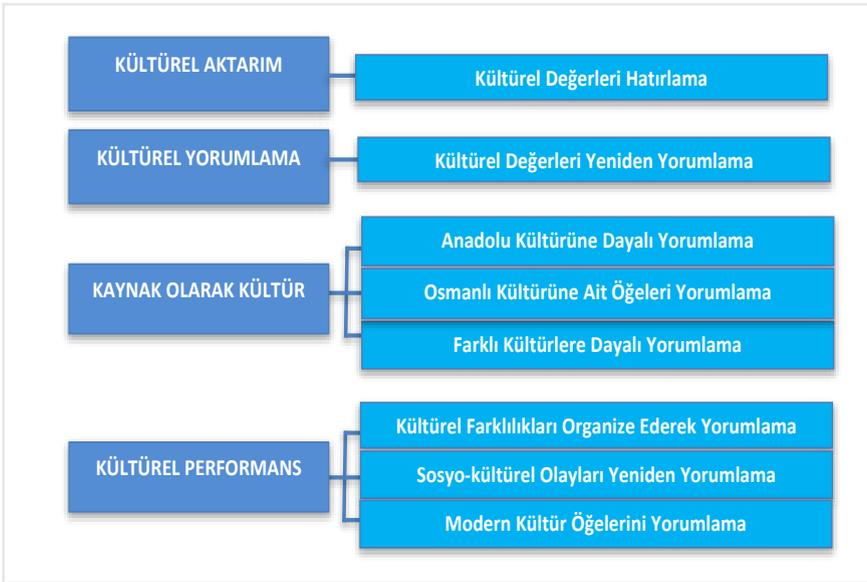 KÜLTÜREL AKTARIM
Kültürel Değerleri Hatırlama
KÜLTÜREL YORUMLAMA
Kültürel Değerleri Yeniden Yorumlama
KAYNAK OLARAK KÜLTÜR
Anadolu Kültürüne Dayalı Yorumlama
Osmanlı Kültürüne Ait Öğeleri Yorumlama
Farklı Kültürlere Dayalı Yorumlama
KÜLTÜREL PERFORMANS
Kültürel Farklılıkları Organize Ederek Yorumlama
Sosyo-kültürel Olayları Yeniden Yorumlama
Modern Kültür Öğelerini Yorumlama